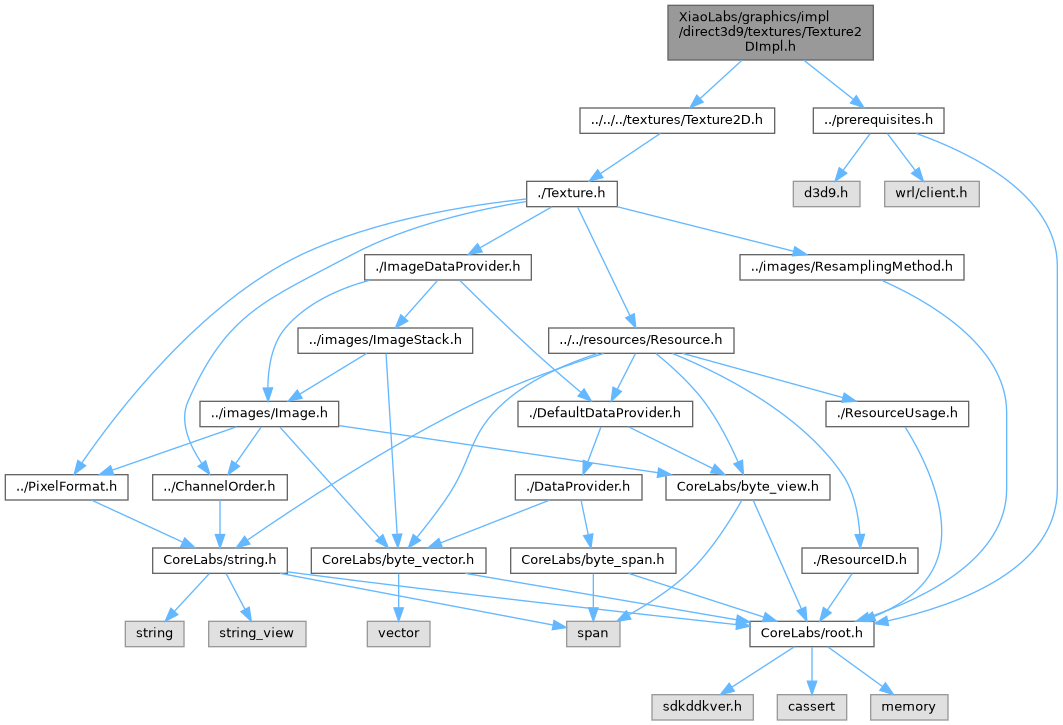 XiaoLabs/graphics/impl
/direct3d9/textures/Texture2
DImpl.h
../../../textures/Texture2D.h
../prerequisites.h
./Texture.h
d3d9.h
wrl/client.h
./ImageDataProvider.h
../images/ResamplingMethod.h
../images/ImageStack.h
../../resources/Resource.h
../images/Image.h
./DefaultDataProvider.h
./ResourceUsage.h
../PixelFormat.h
../ChannelOrder.h
./DataProvider.h
CoreLabs/byte_view.h
CoreLabs/string.h
CoreLabs/byte_vector.h
CoreLabs/byte_span.h
./ResourceID.h
string
string_view
vector
span
CoreLabs/root.h
sdkddkver.h
cassert
memory